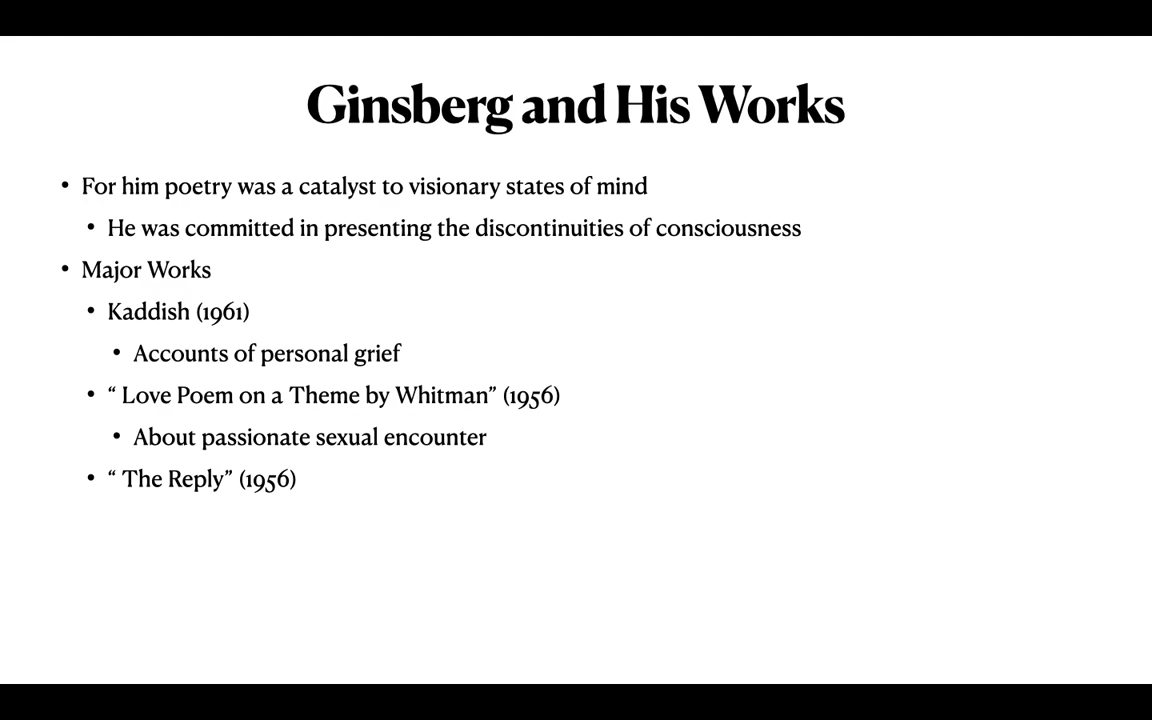 Ginsberg and His Works
• For him poetry was a catalyst to visionary states of mind
• He was committed in presenting the discontinuities of consciousness
• Major Works
• Kaddish (1961)
• Accounts of personal grief
• “ Love Poem on a Theme by Whitman” (1956)
• About passionate sexual encounter
• “ The Reply” (1956)